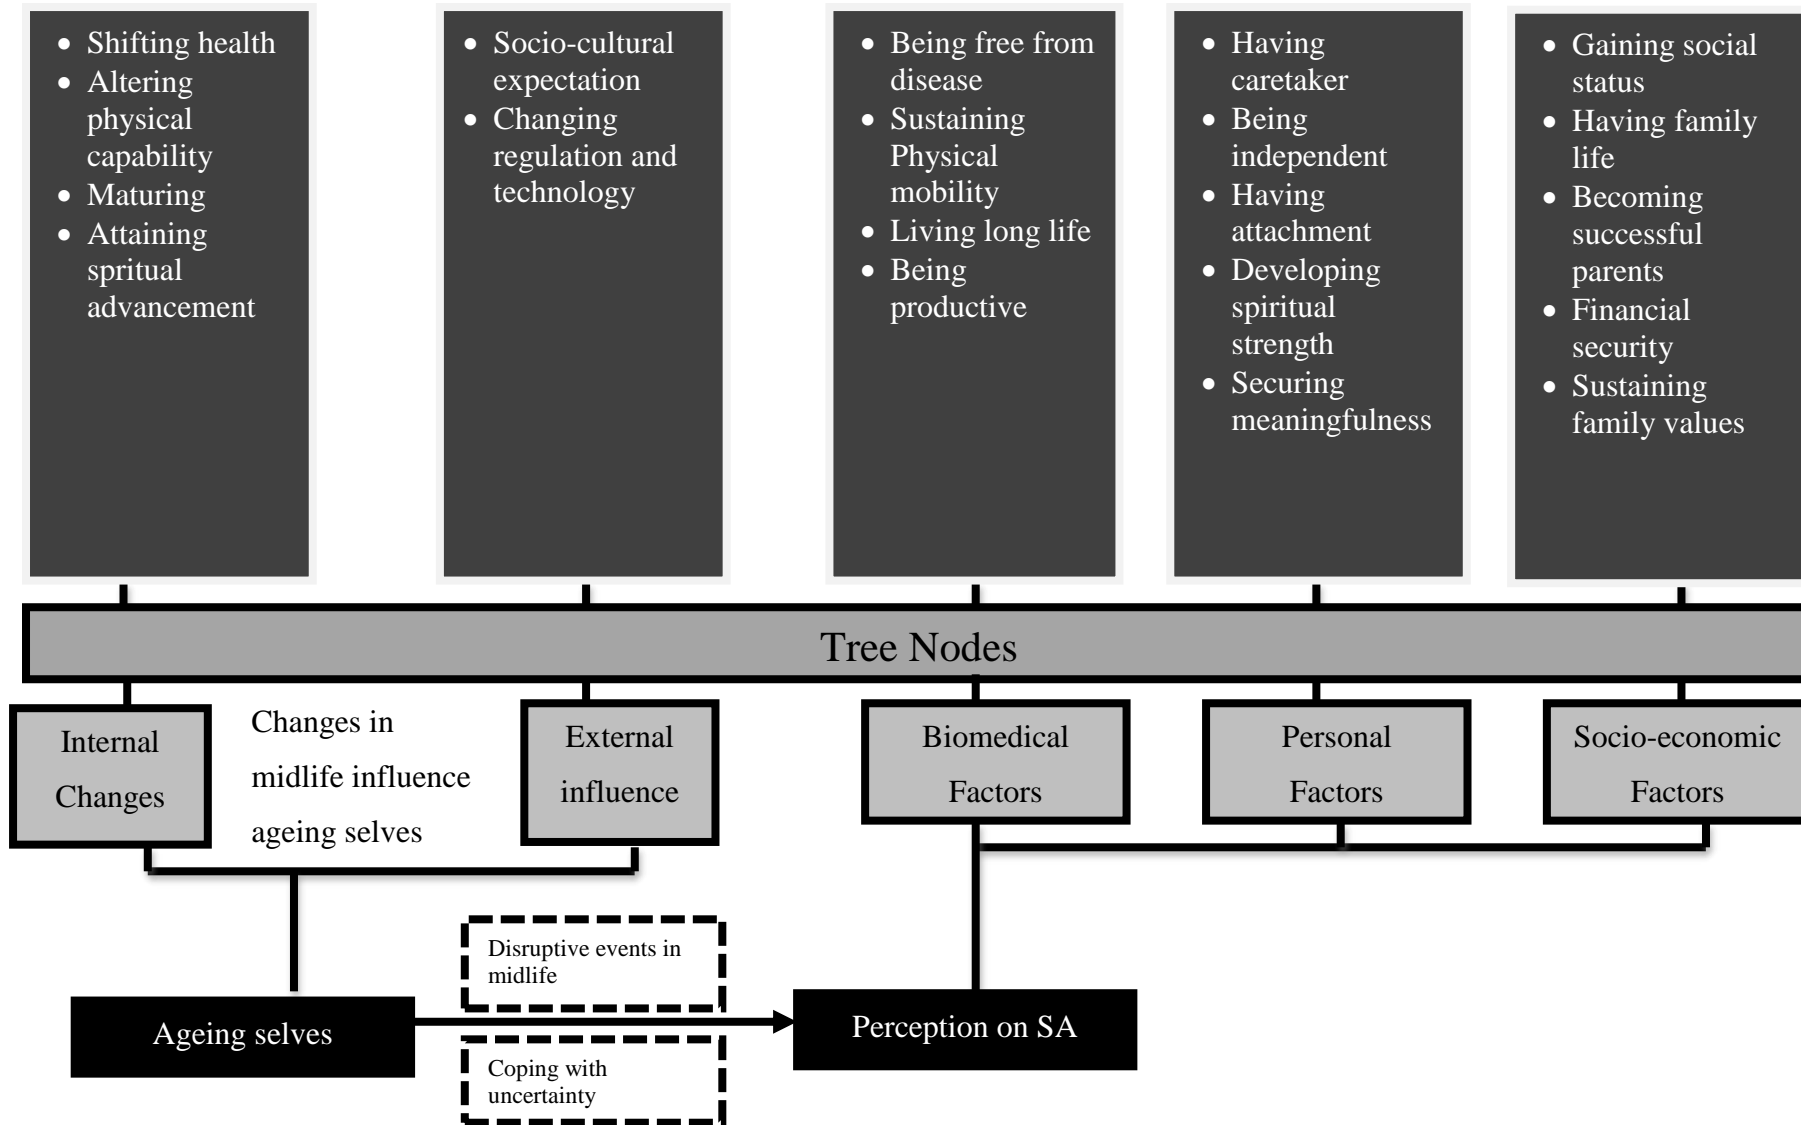 • Shifting health
• Altering
physical
capability
• Maturing
• Attaining
spritual
advancement
• Socio-cultural
expectation
• Changing
regulation and
technology
• Being free from
disease
• Sustaining
Physical
mobility
• Living long life
• Being
productive
• Having
caretaker
• Being
independent
• Having
attachment
• Developing
spiritual
strength
• Securing
meaningfulness
• Gaining social
status
• Having family
life
• Becoming
successful
parents
• Financial
security
• Sustaining
family values
Tree Nodes
Internal
Changes
Changes in
midlife influence
ageing selves
External
influence
Biomedical
Factors
Personal
Factors
Socio-economic
Factors
Disruptive events in
midlife
Ageing selves
Perception on SA
Coping with
uncertainty